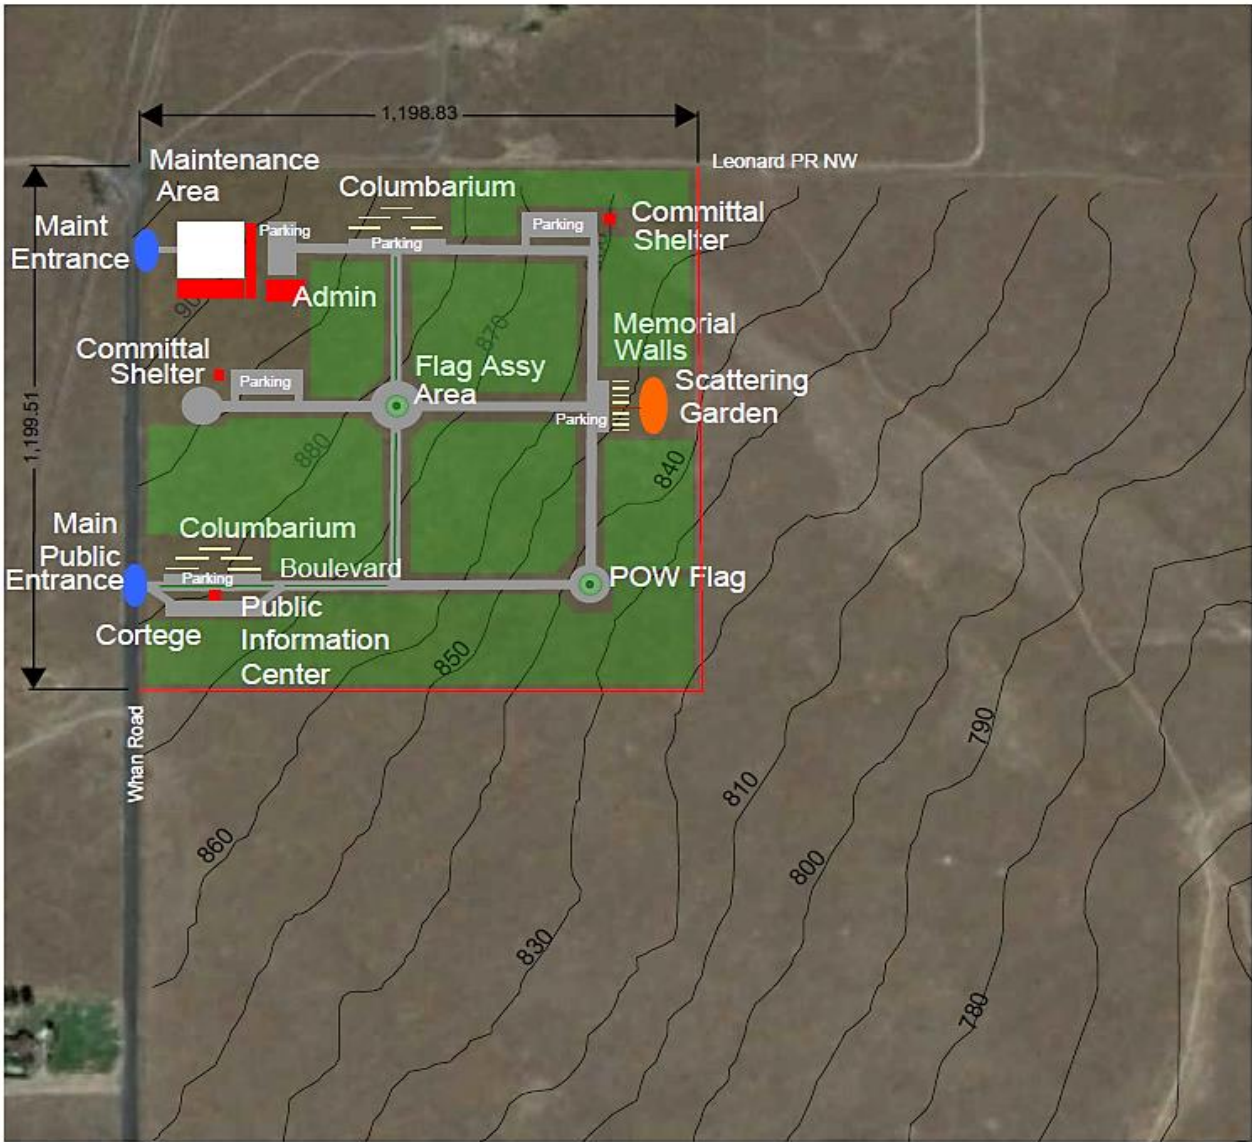 1,198.83
Leonard PR NW
Maintenance
Area
Columbarium
Committal
Shelter
Maint
Entrance
Parking
Parking
Parking
Admin
90
870
Memorial
Walls
Committal
Shelter
Parking
Flag Assy
Area
Scattering
Garden
Parking
1,199.51
880
840
Main
Public
Entrance
Columbarium
Parking
Boulevard
POW Flag
Cortege
Public
Information
Center
850
Whan Road
790
810
860
800
830
780